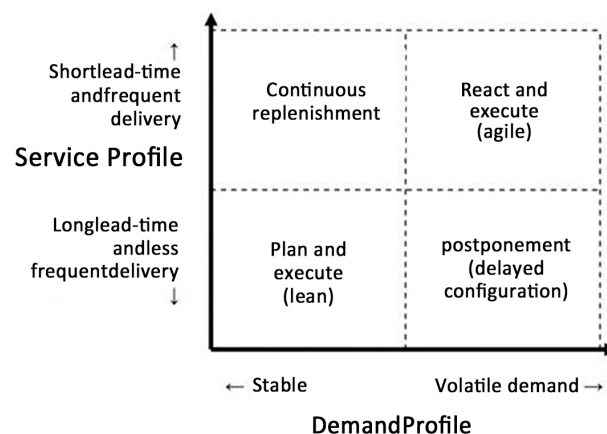 ↑
Shortlead-time
andfrequent
delivery
Service Profile
Longlead-time
andless
frequentdelivery
↓
Continuous
replenishment
React and
execute
(agile)
Plan and
execute
(lean)
postponement
(delayed
configuration)
← Stable
Volatile demand →
DemandProfile